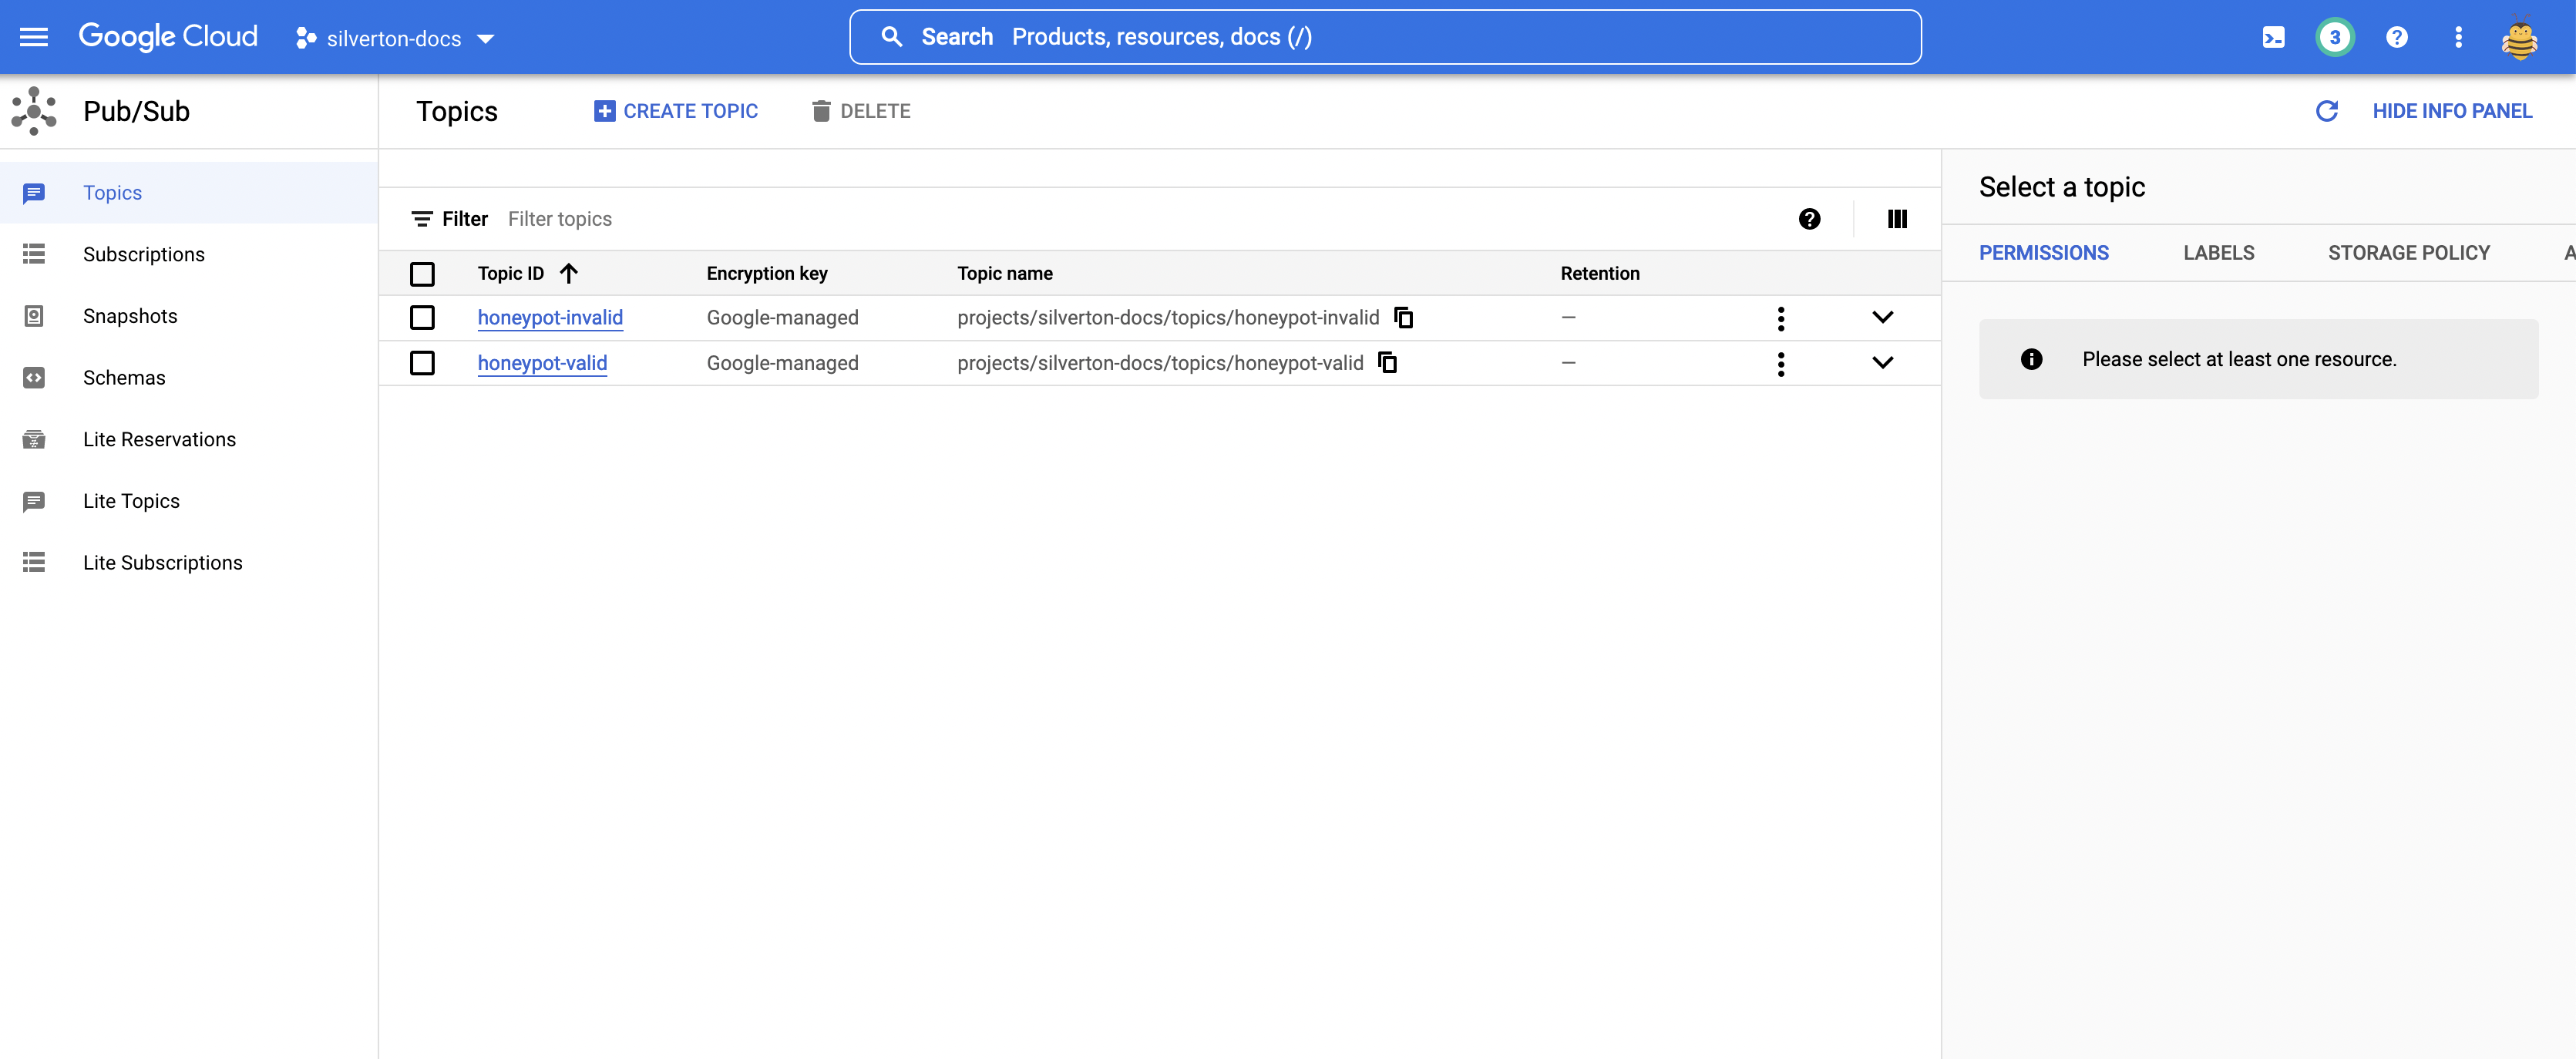 Google Cloud
silverton-docs
Search Products, resources, docs (/)
3
Pub/Sub
Topics
CREATE TOPIC
DELETE
HIDE INFO PANEL
Topics
Subscriptions
Snapshots
Schemas
Lite Reservations
Lite Topics
Lite Subscriptions
Filter Filter topics
Topic ID Encryption key Topic name Retention
honeypot-invalid Google-managed projects/silverton-docs/topics/honeypot-invalid —
honeypot-valid Google-managed projects/silverton-docs/topics/honeypot-valid —
Select a topic
PERMISSIONS LABELS STORAGE POLICY
Please select at least one resource.